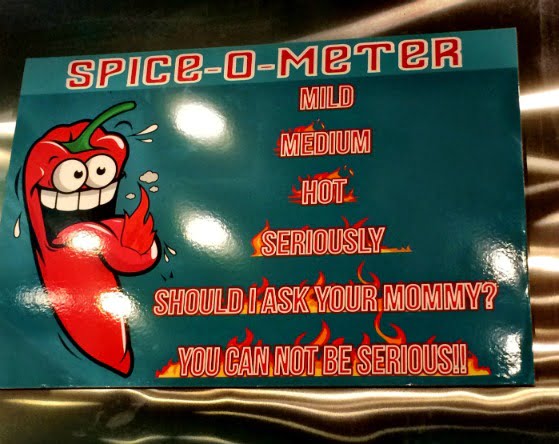 SPICE-O-METER
MILD
MEDIUM
HOT
SERIOUSLY
SHOULD I ASK YOUR MOMMY?
YOU CAN NOT BE SERIOUS!!